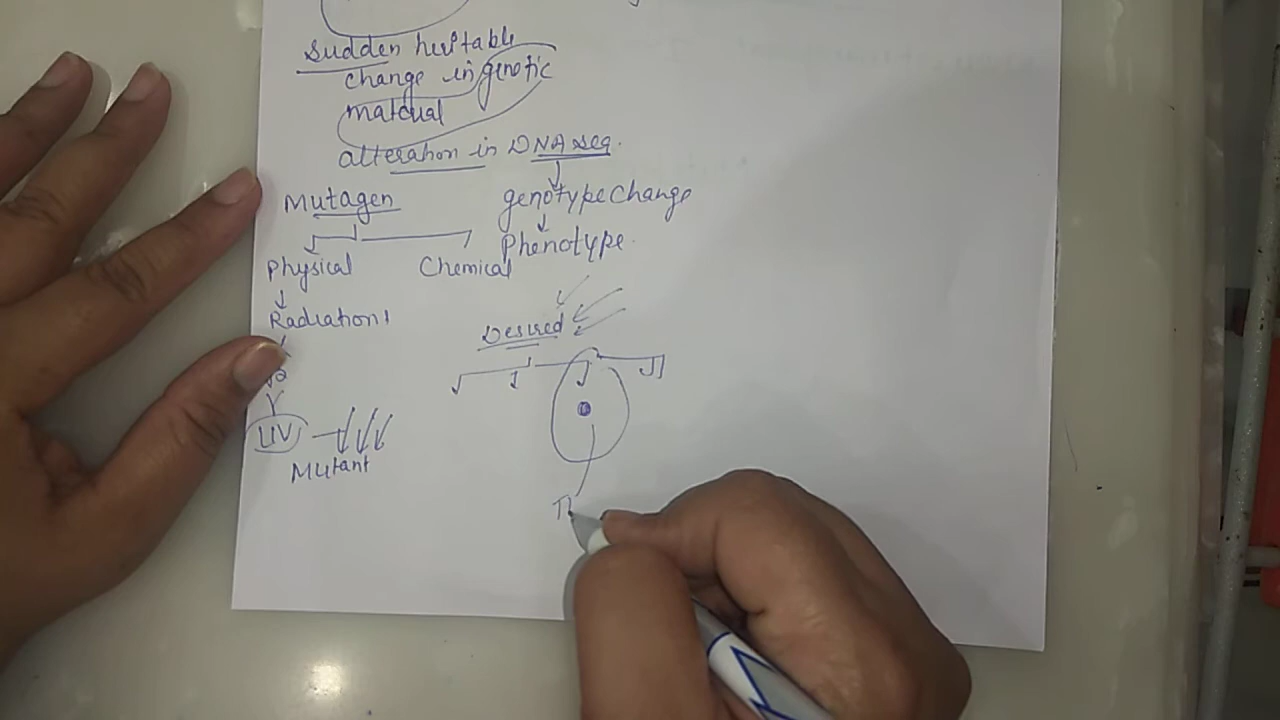 Sudden heritable
change in genetic
material
alteration in DNA seq.
Mutagen
genotype Change
Phenotype.
Physical
Chemical
Radiations
Desired
UV
Mutant